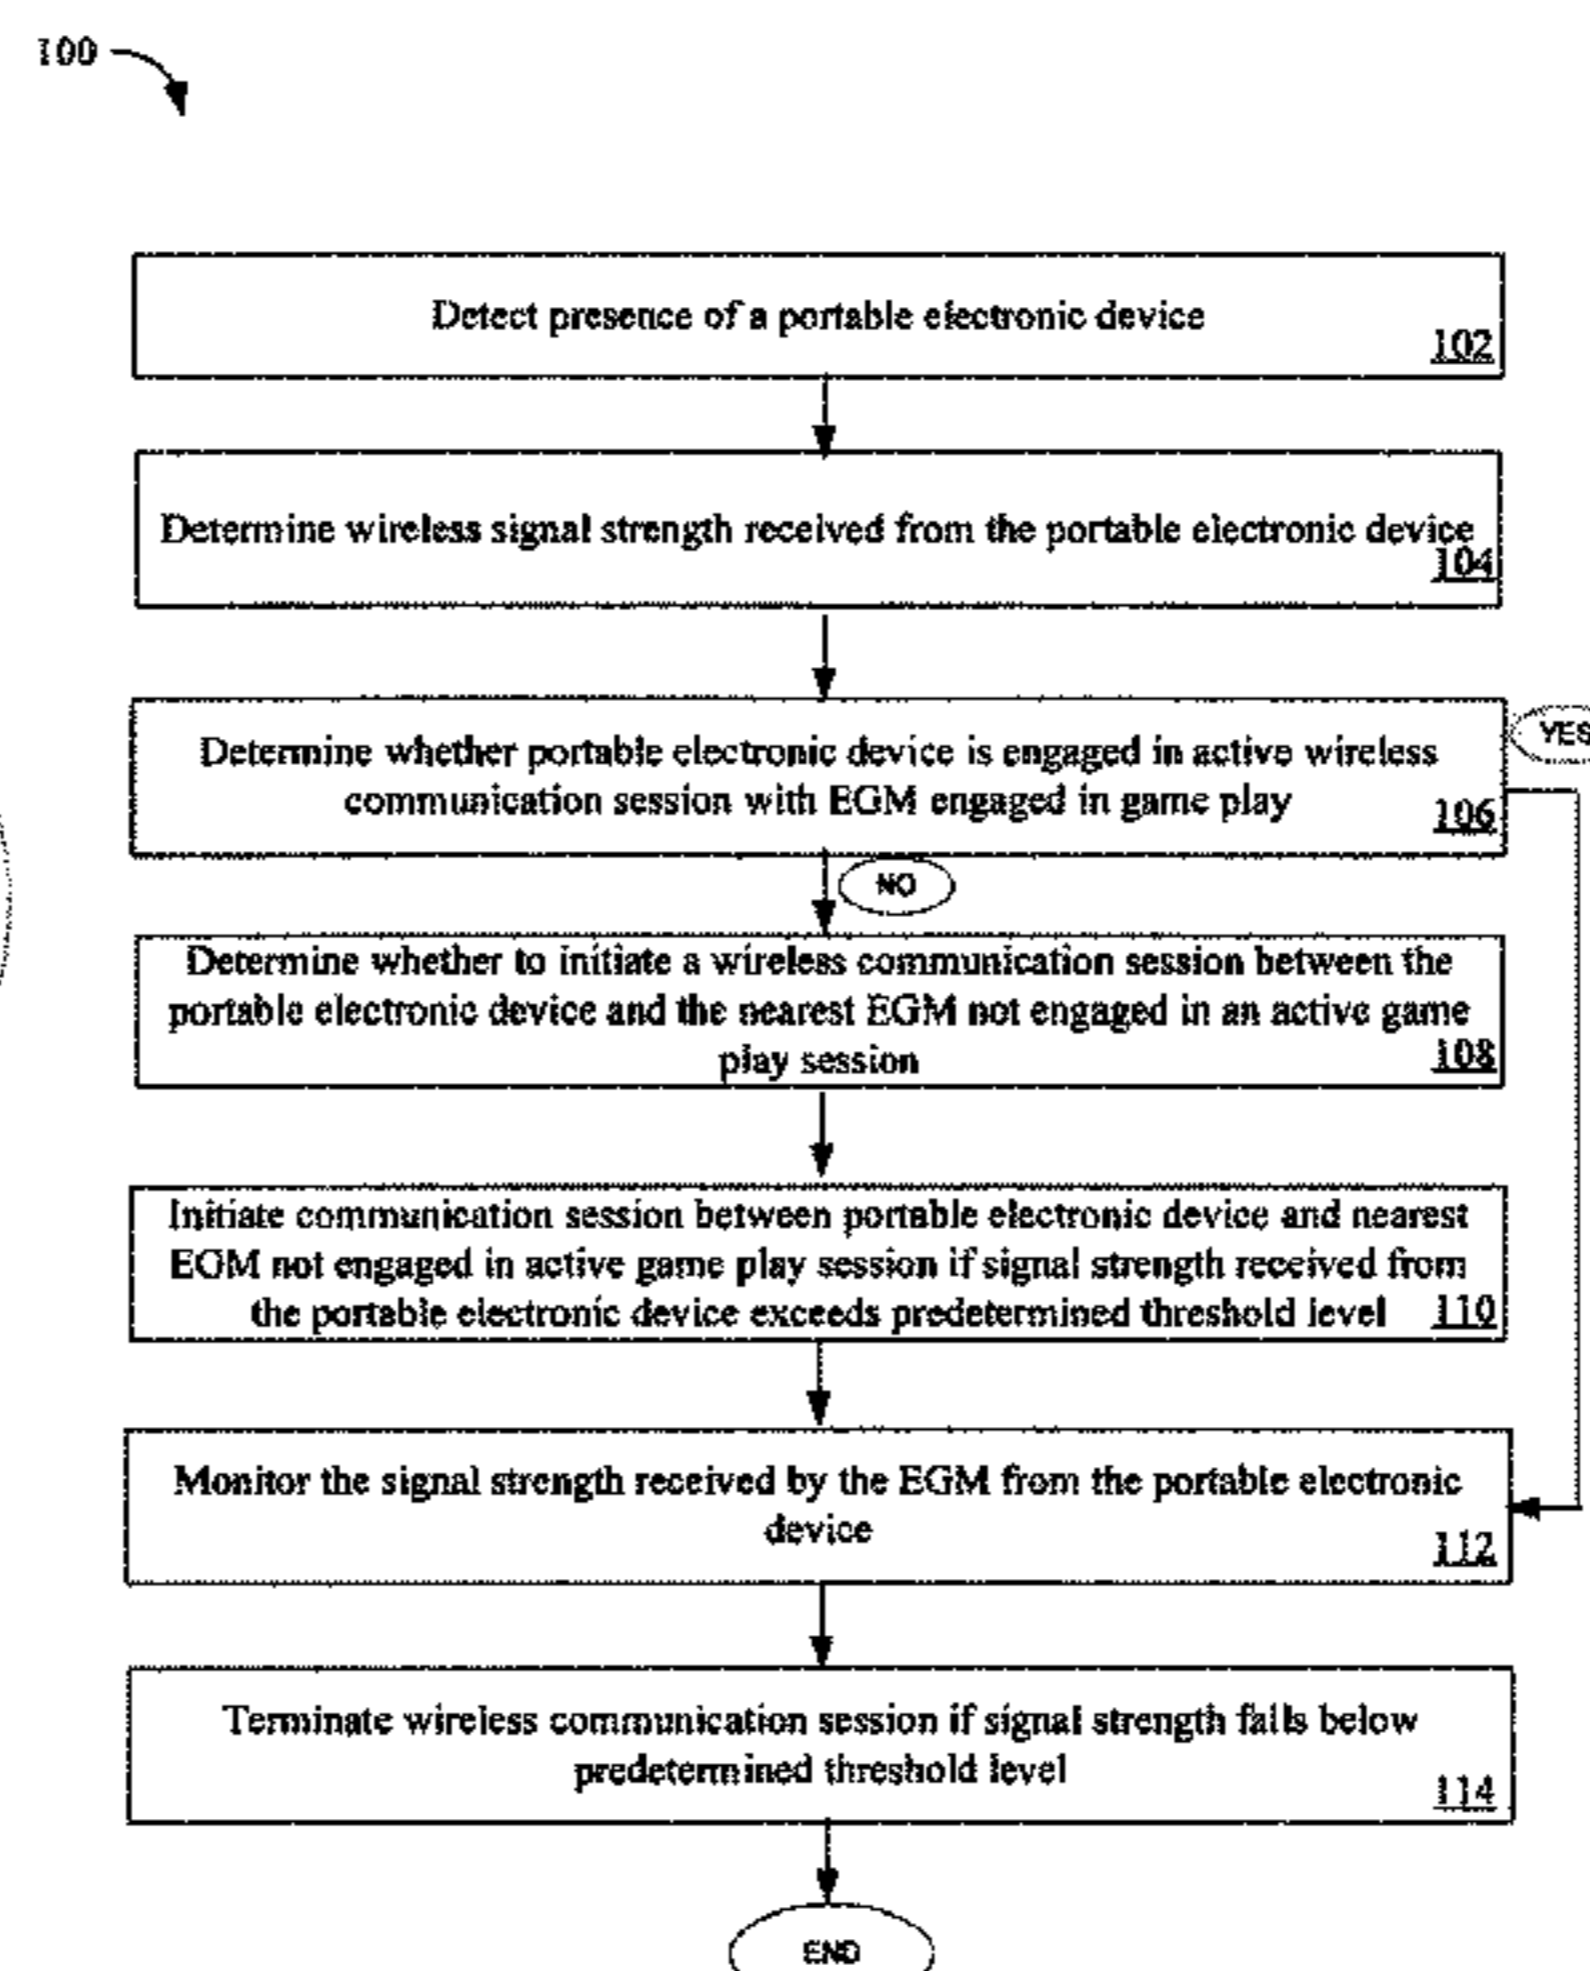 100
Detect presence of a portable electronic device
102
Determine wireless signal strength received from the portable electronic device
104
Determine whether portable electronic device is engaged in active wireless
communication session with EGM engaged in game play
106
YES
NO
Determine whether to initiate a wireless communication session between the
portable electronic device and the nearest EGM not engaged in an active game
play session
108
Initiate communication session between portable electronic device and nearest
EGM not engaged in active game play session if signal strength received from
the portable electronic device exceeds predetermined threshold level
110
Monitor the signal strength received by the EGM from the portable electronic
device
112
Terminate wireless communication session if signal strength falls below
predetermined threshold level
114
END